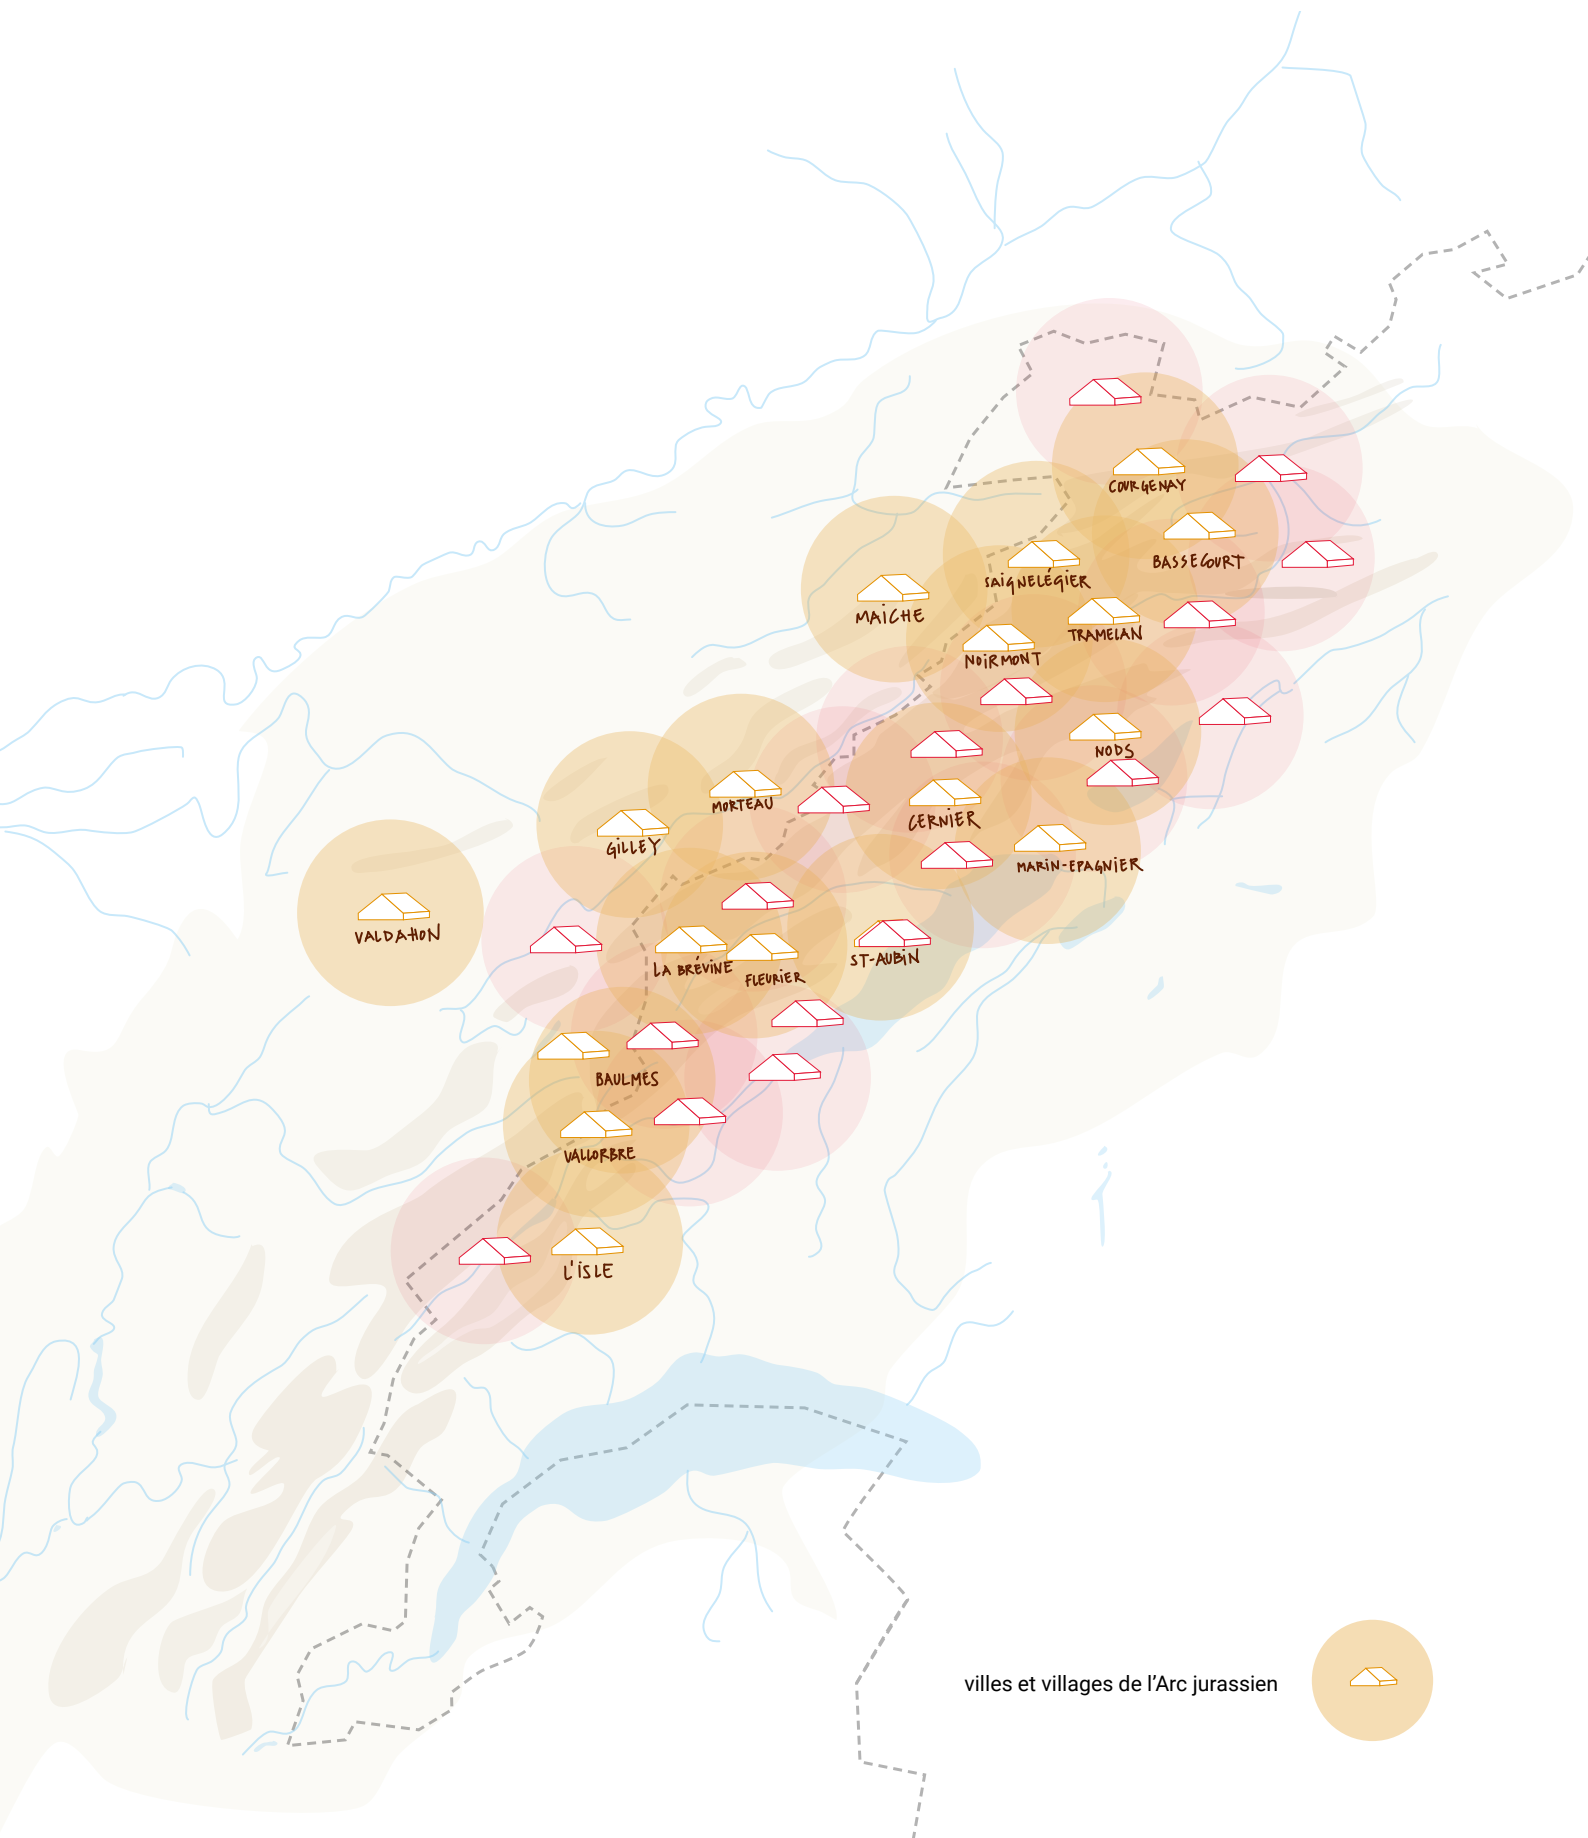 COURGENAY
BASSECOURT
SAIGNELÉGIER
MAICHE
TRAMELAN
NOIRMONT
NODS
MORTEAU
CERNIER
GILLEY
MARIN-EPAGNIER
VALDAHON
ST-AUBIN
LA BRÉVINE
FLEURIER
BAULMES
VALLORBRE
L'ISLE
villes et villages de l’Arc jurassien